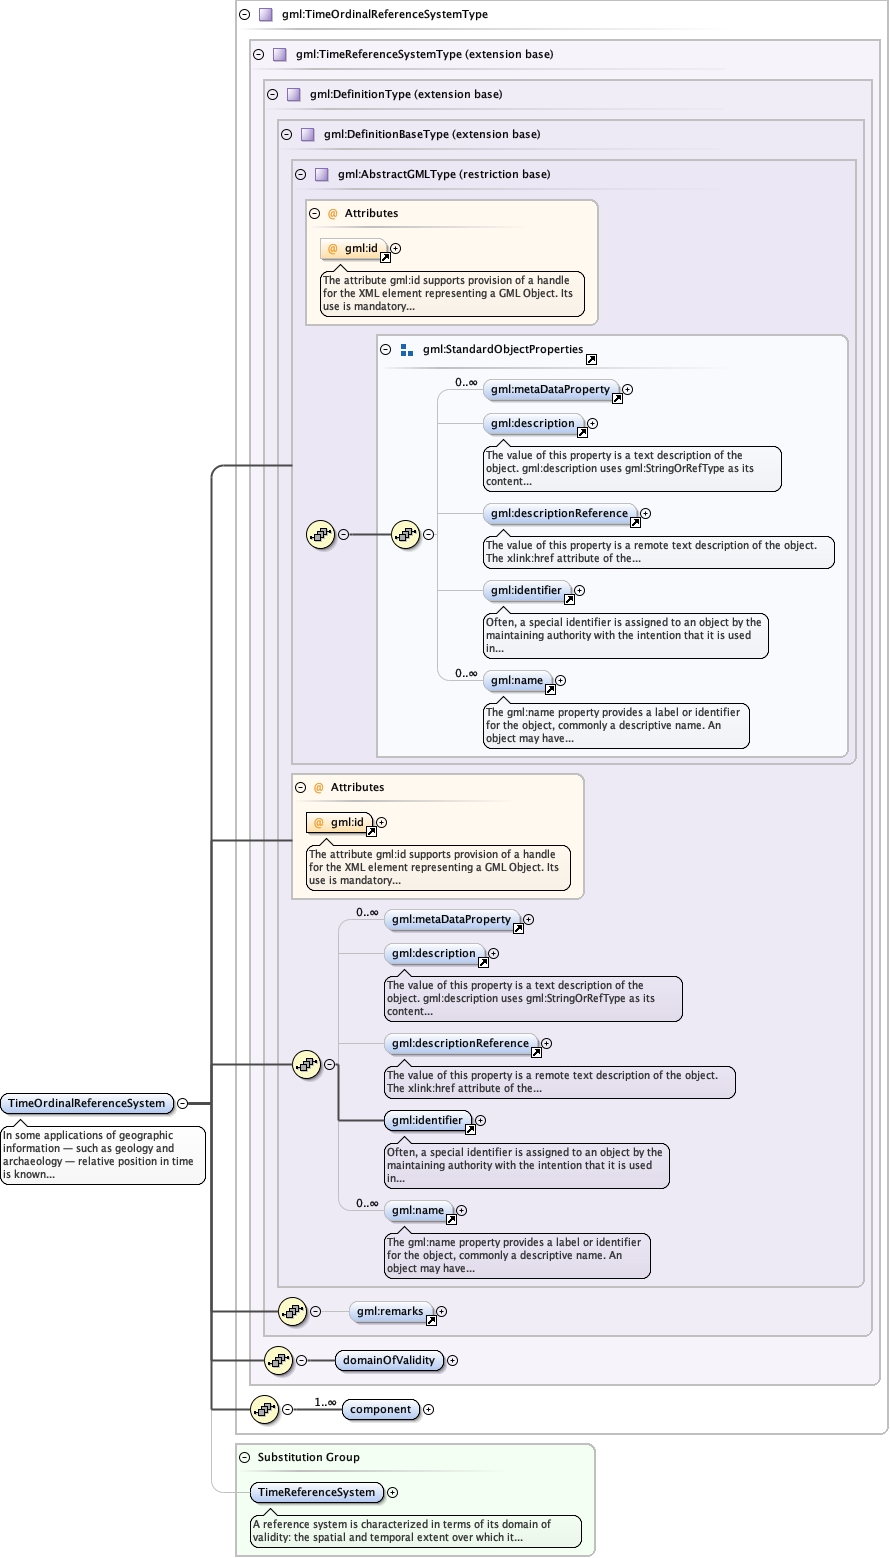 gml:TimeOrdinalReferenceSystemType
gml:TimeReferenceSystemType (extension base)
gml:DefinitionType (extension base)
gml:DefinitionBaseType (extension base)
gml:AbstractGMLType (restriction base)
@ Attributes
@ gml:id
The attribute gml:id supports provision of a handle
for the XML element representing a GML Object. Its
use is mandatory...
gml:StandardObjectProperties
0..∞
gml:metaDataProperty
gml:description
The value of this property is a text description of the
object. gml:description uses gml:StringOrRefType as its
content...
gml:descriptionReference
The value of this property is a remote text description of the object.
The xlink:href attribute of the...
gml:identifier
Often, a special identifier is assigned to an object by the
maintaining authority with the intention that it is used
in...
0..∞
gml:name
The gml:name property provides a label or identifier
for the object, commonly a descriptive name. An
object may have...
@ Attributes
@ gml:id
The attribute gml:id supports provision of a handle
for the XML element representing a GML Object. Its
use is mandatory...
0..∞
gml:metaDataProperty
gml:description
The value of this property is a text description of the
object. gml:description uses gml:StringOrRefType as its
content...
gml:descriptionReference
The value of this property is a remote text description of the object.
The xlink:href attribute of the...
gml:identifier
Often, a special identifier is assigned to an object by the
maintaining authority with the intention that it is used
in...
0..∞
gml:name
The gml:name property provides a label or identifier
for the object, commonly a descriptive name. An
object may have...
TimeOrdinalReferenceSystem
In some applications of geographic
information — such as geology and
archaeology — relative position in time
is known...
gml:remarks
domainOfValidity
1..∞
component
Substitution Group
TimeReferenceSystem
A reference system is characterized in terms of its domain of
validity: the spatial and temporal extent over which it...